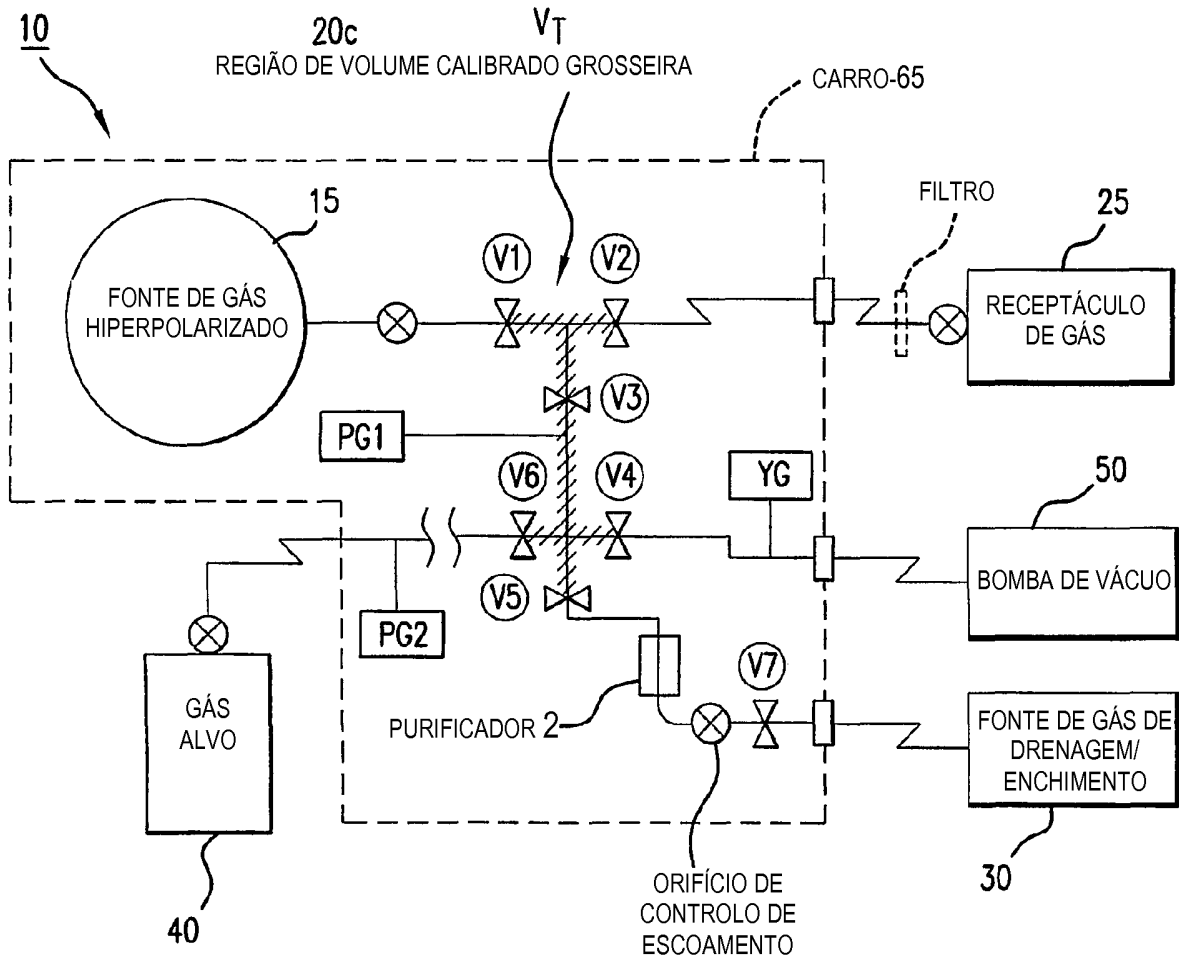 10
20c
VT
REGIÃO DE VOLUME CALIBRADO GROSSEIRA
CARRO-65
15
FILTRO
25
V1
V2
FONTE DE GÁS
HIPERPOLARIZADO
RECEPTÁCULO
DE GÁS
V3
PG1
V6
V4
YG
50
BOMBA DE VÁCUO
V5
PG2
V7
GÁS
ALVO
PURIFICADOR 2
FONTE DE GÁS DE
DRENAGEM/
ENCHIMENTO
40
ORIFÍCIO DE
CONTROLO DE
ESCOAMENTO
30